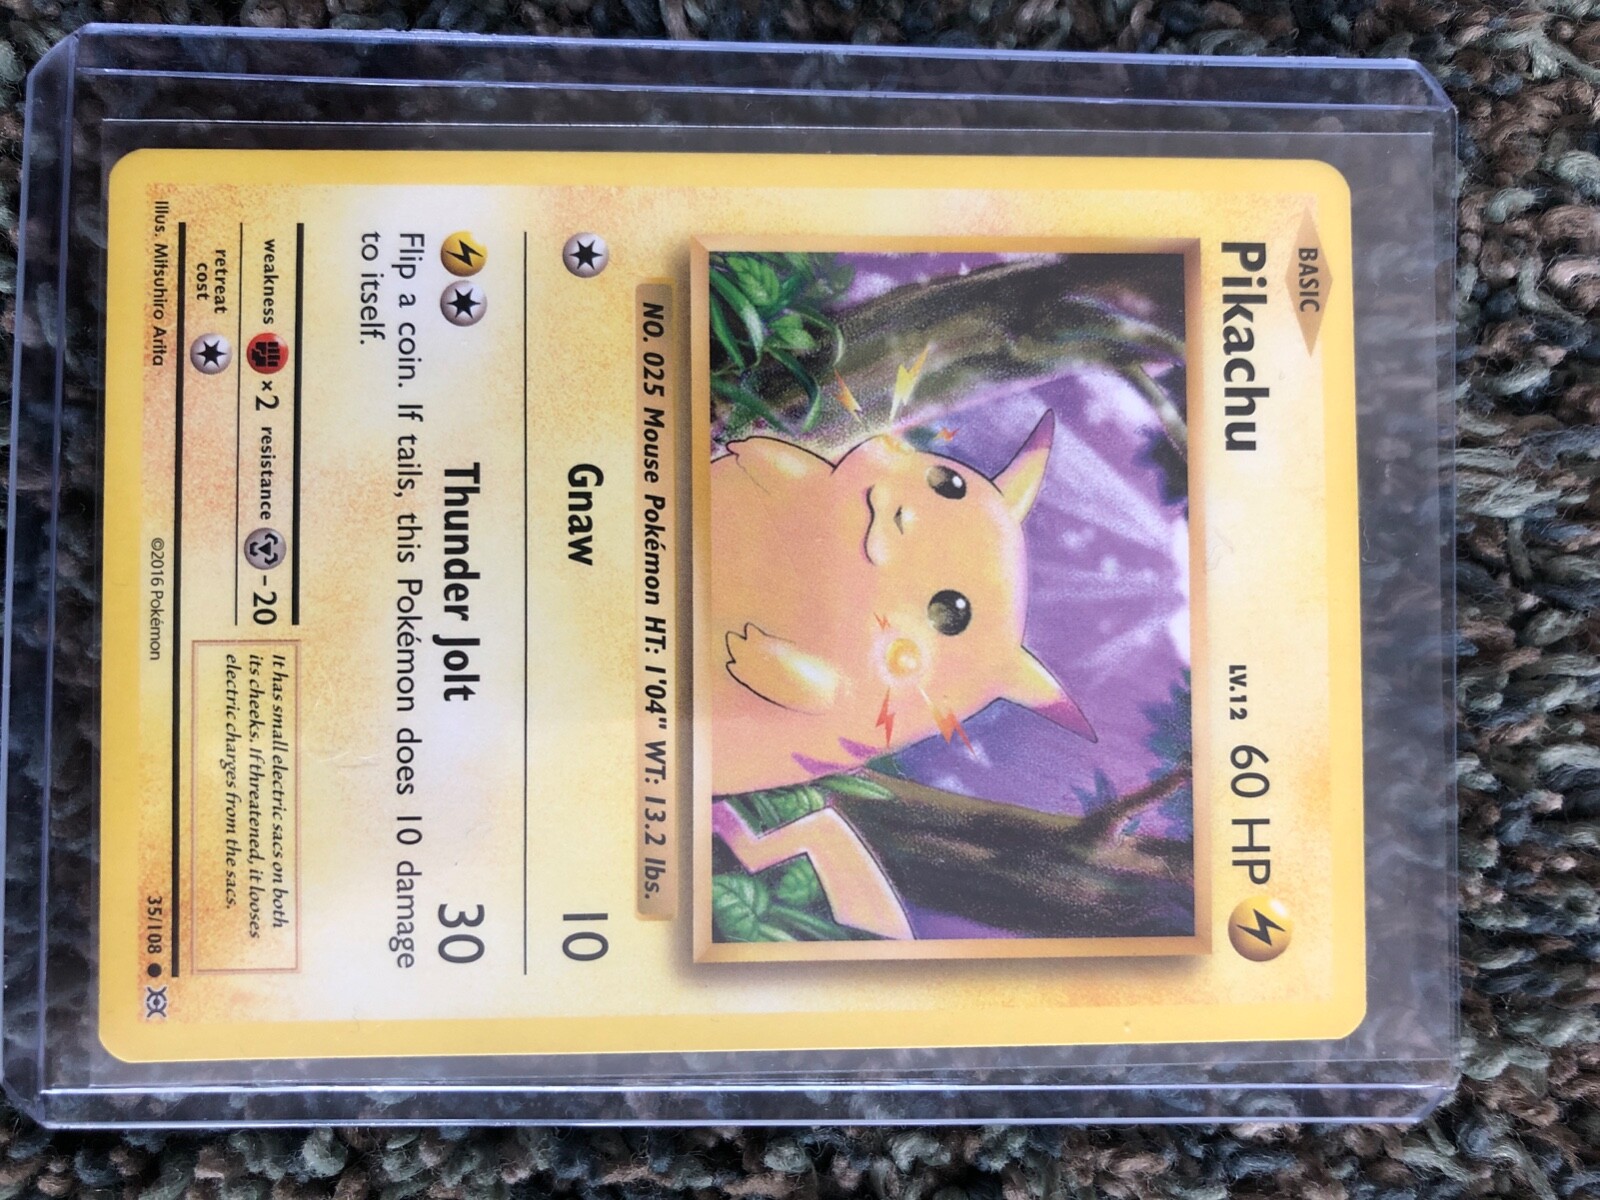 BASIC
Pikachu LV.12 60 HP
NO. 025 Mouse Pokémon HT: 1'04" WT: 13.2 lbs.
Gnaw 10
Thunder Jolt 30
Flip a coin. If tails, this Pokémon does 10 damage
to itself.
weakness ×2 resistance -20
retreat
cost
It has small electric sacs on both
its cheeks. If threatened, it looses
electric charges from the sacs.
Illus. Mitsuhiro Arita ©2016 Pokémon 35/108